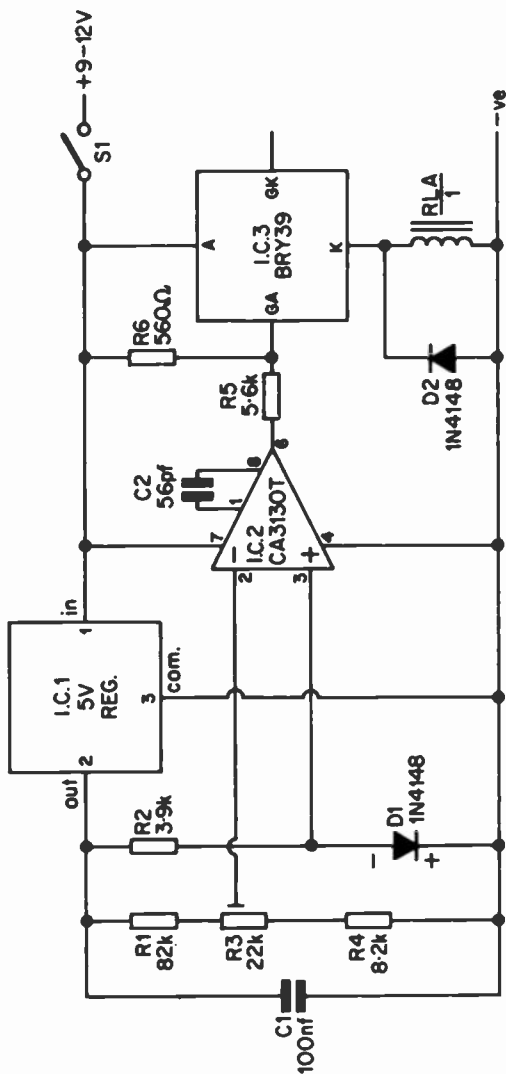 +9-12V
S1
I.C.1
5V
REG.
out
2
in
1
3
com.
R1
82k
R2
3·9k
R3
22k
R4
8·2k
C1
100nf
D1
1N4148
-
+
C2
56pf
7
1
8
2
-
I.C.2
CA3130T
3
+
6
4
R5
5·6k
R6
560Ω
A
GA
I.C.3
BRY39
GK
K
D2
1N4148
RLA
1
-ve